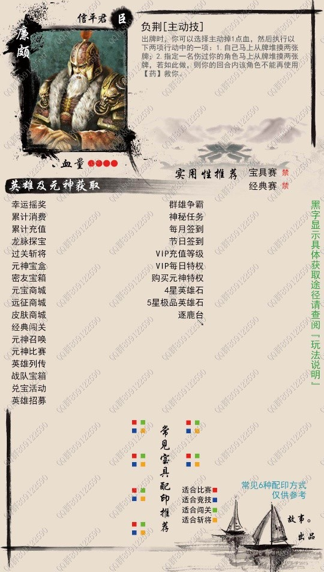 廉颇
信平君
臣
负荆[主动技]
出牌时，你可以选择主动掉1点血，然后执行以
下两项行动中的一项：1.自己马上从牌堆摸两张
牌；2.指定一名伤过你的角色马上从牌堆摸两张
牌，若如此做，则你的回合内该角色不能再使用
【药】救你。
血量
实用性推荐
宝具赛 禁
经典赛 禁
英雄及元神获取
幸运摇奖
累计消费
累计充值
龙脉探宝
过关斩将
元神宝盒
密友宝箱
元宝商城
远征商城
皮肤商城
经典闯关
元神召唤
元神比赛
英雄列传
战队宝箱
兑宝活动
英雄招募
群雄争霸
神秘任务
每月签到
节日签到
VIP充值等级
VIP每日特权
购买元神特权
4星英雄石
5星极品英雄石
逐鹿台
黑字显示具体获取途径请查阅『玩法说明』
常见宝具配印推荐
适合比赛
适合竞技
适合闯关
适合斩将
常见6种配印方式
仅供参考
故事。
出品